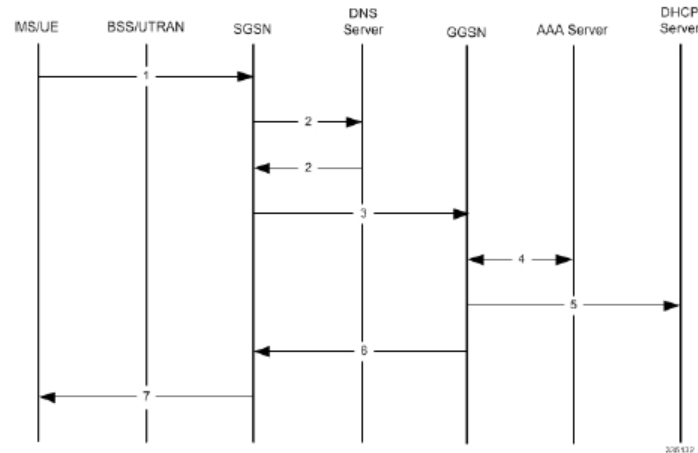 MS/UE
BSS/UTRAN
SGSN
DNS
Server
GGSN
AAA Server
DHCP
Server
1
2
2
3
4
5
6
7